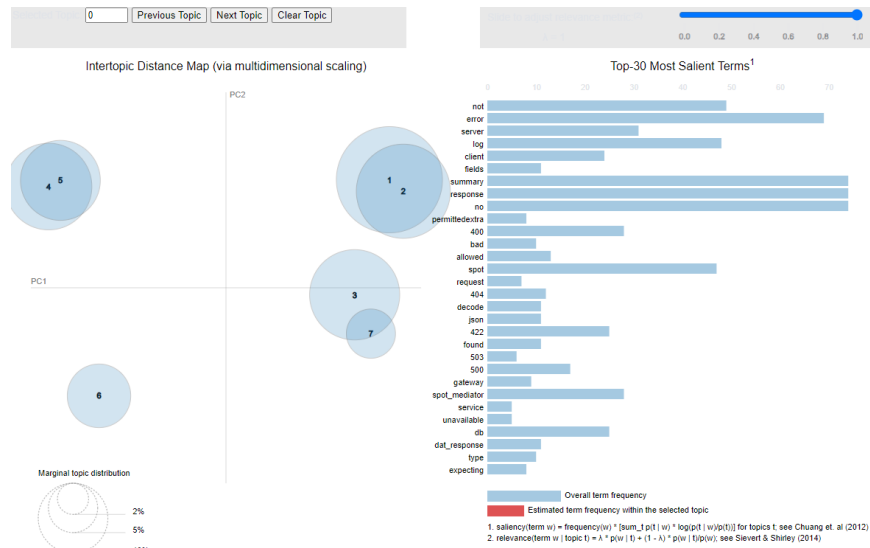 0 Previous Topic Next Topic Clear Topic
0.0 0.2 0.4 0.6 0.8 1.0
Intertopic Distance Map (via multidimensional scaling)
PC2
PC1
5
4
1
2
3
7
6
Marginal topic distribution
2%
5%
Top-30 Most Salient Terms1
0 10 20 30 40 50 60 70
not
error
server
log
client
fields
summary
response
no
permittedextra
400
bad
allowed
spot
request
404
decode
json
422
found
503
500
gateway
spot_mediator
service
unavailable
db
dat_response
type
expecting
Overall term frequency
Estimated term frequency within the selected topic
1. saliency(term w) = frequency(w) * [sum_t p(t | w) * log(p(t | w)/p(t))] for topics t; see Chuang et. al (2012)
2. relevance(term w | topic t) = λ * p(w | t) + (1 - λ) * p(w | t)/p(w); see Sievert & Shirley (2014)